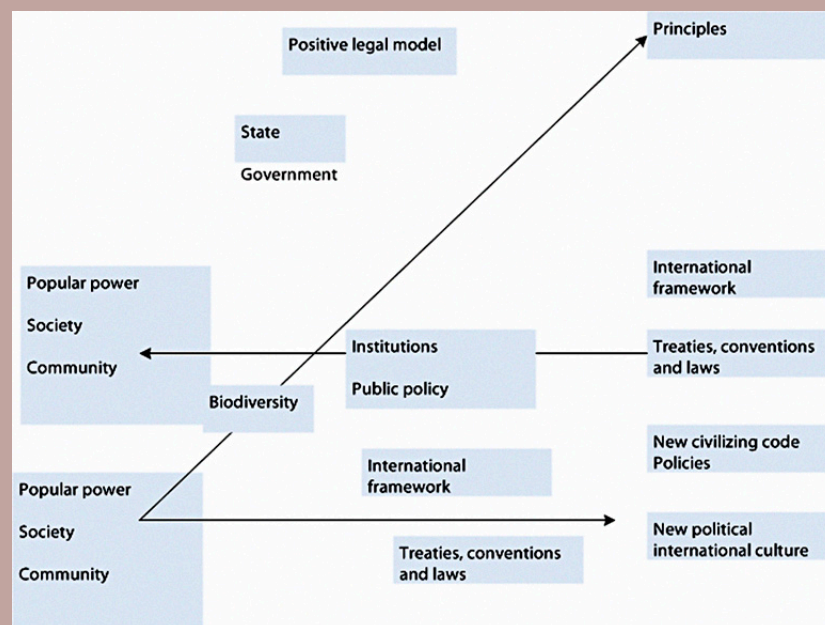 Positive legal model
Principles
State
Government
International
framework
Popular power
Society
Community
Institutions
Public policy
Treaties, conventions
and laws
Biodiversity
New civilizing code
Policies
International
framework
Popular power
Society
Community
New political
international culture
Treaties, conventions
and laws